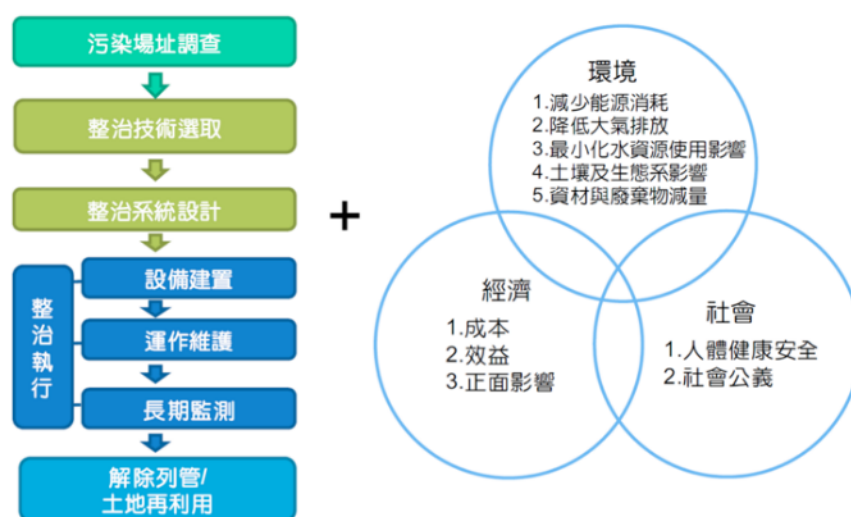 污染場址調查
整治技術選取
整治系統設計
整治執行
設備建置
運作維護
長期監測
解除列管/
土地再利用
+
環境
1.減少能源消耗
2.降低大氣排放
3.最小化水資源使用影響
4.土壤及生態系影響
5.資材與廢棄物減量
經濟
1.成本
2.效益
3.正面影響
社會
1.人體健康安全
2.社會公義